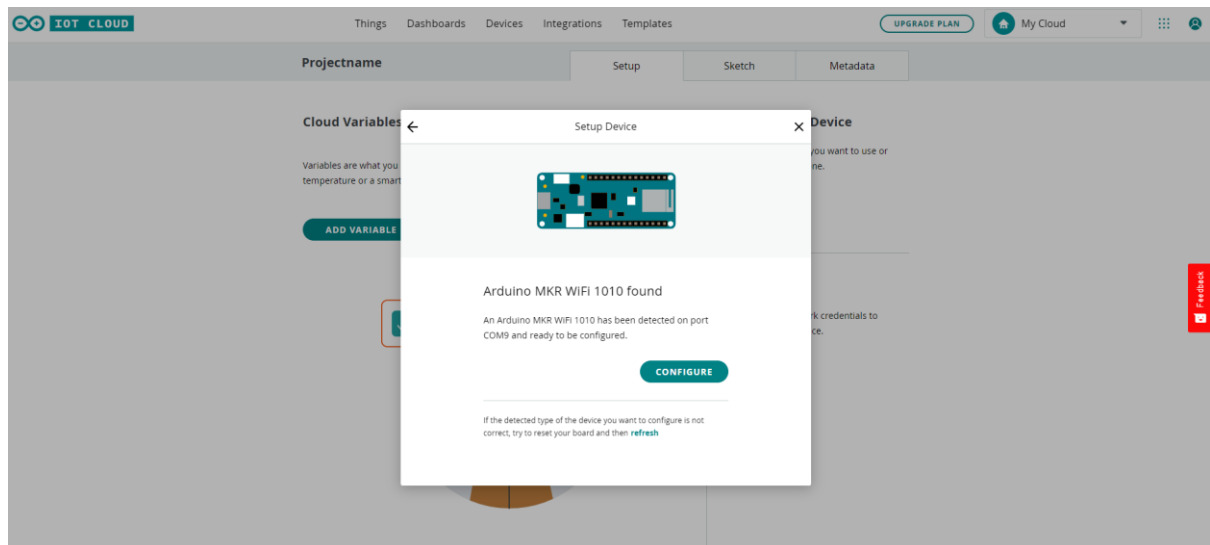 IOT CLOUD
Things Dashboards Devices Integrations Templates
UPGRADE PLAN
My Cloud
Projectname
Setup Sketch Metadata
Cloud Variables
Setup Device
Device
Variables are what you
temperature or a smart
you want to use or
ne.
ADD VARIABLE
Arduino MKR WiFi 1010 found
An Arduino MKR WiFi 1010 has been detected on port
COM9 and ready to be configured.
rk credentials to
ce.
CONFIGURE
If the detected type of the device you want to configure is not
correct, try to reset your board and then refresh
Feedback